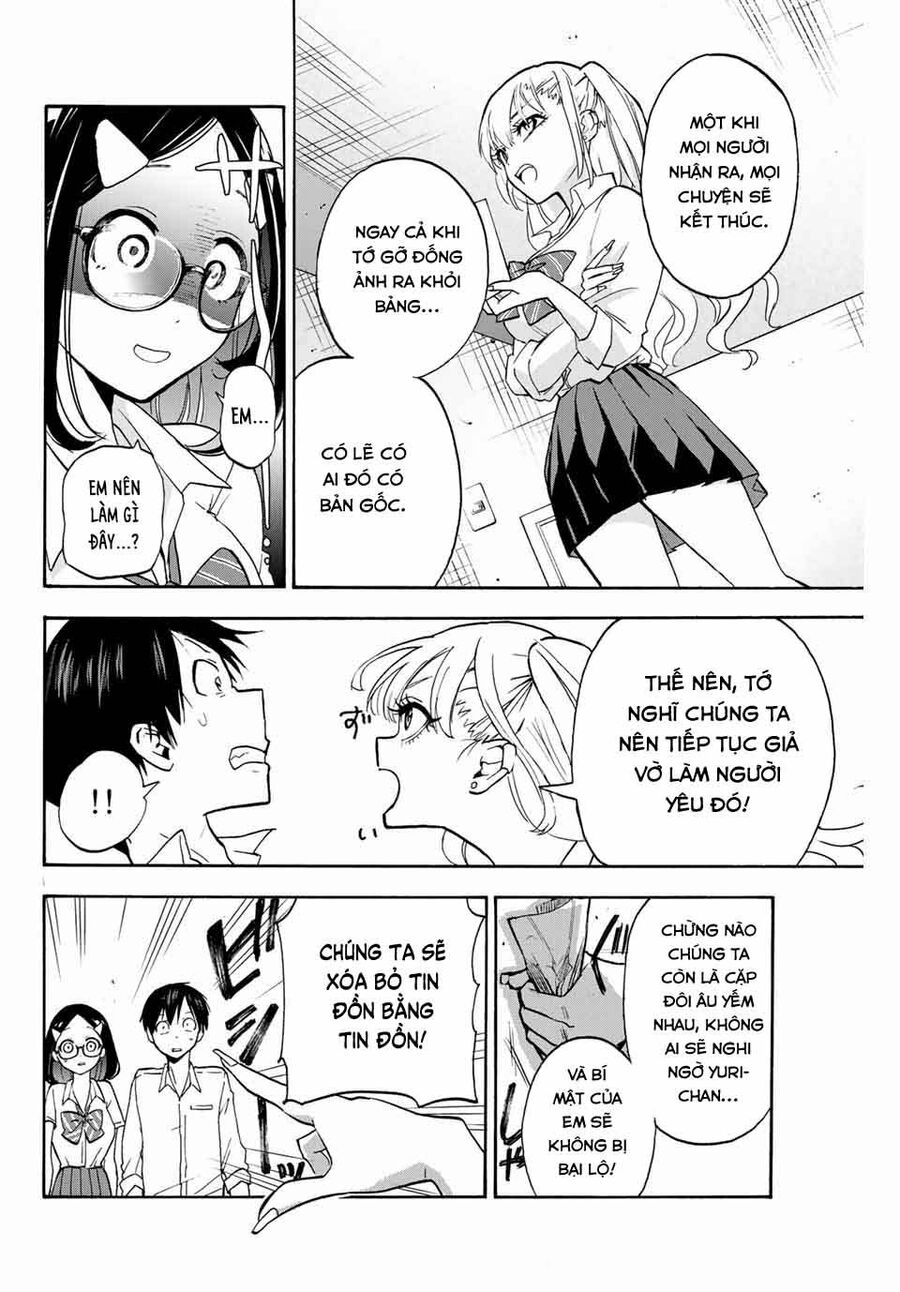 MỘT KHI
MỌI NGƯỜI
NHẬN RA, MỌI
CHUYỆN SẼ
KẾT THÚC.
NGAY CẢ KHI
TỚ GỠ ĐỐNG
ẢNH RA KHỎI
BẢNG...
CÓ LẼ CÓ
AI ĐÓ CÓ
BẢN GỐC.
EM...
EM NÊN
LÀM GÌ
ĐÂY...?
THẾ NÊN, TỚ
NGHĨ CHÚNG TA
NÊN TIẾP TỤC GIẢ
VỜ LÀM NGƯỜI
YÊU ĐÓ!
ずい
!!
CHỪNG NÀO
CHÚNG TA
CÒN LÀ CẶP
ĐÔI ÂU YẾM
NHAU, KHÔNG
AI SẼ NGHI
NGỜ YURI-
CHAN...
VÀ BÍ
MẬT CỦA
EM SẼ
KHÔNG BỊ
BẠI LỘ!
CHÚNG TA SẼ
XÓA BỎ TIN
ĐỒN BẰNG
TIN ĐỒN!